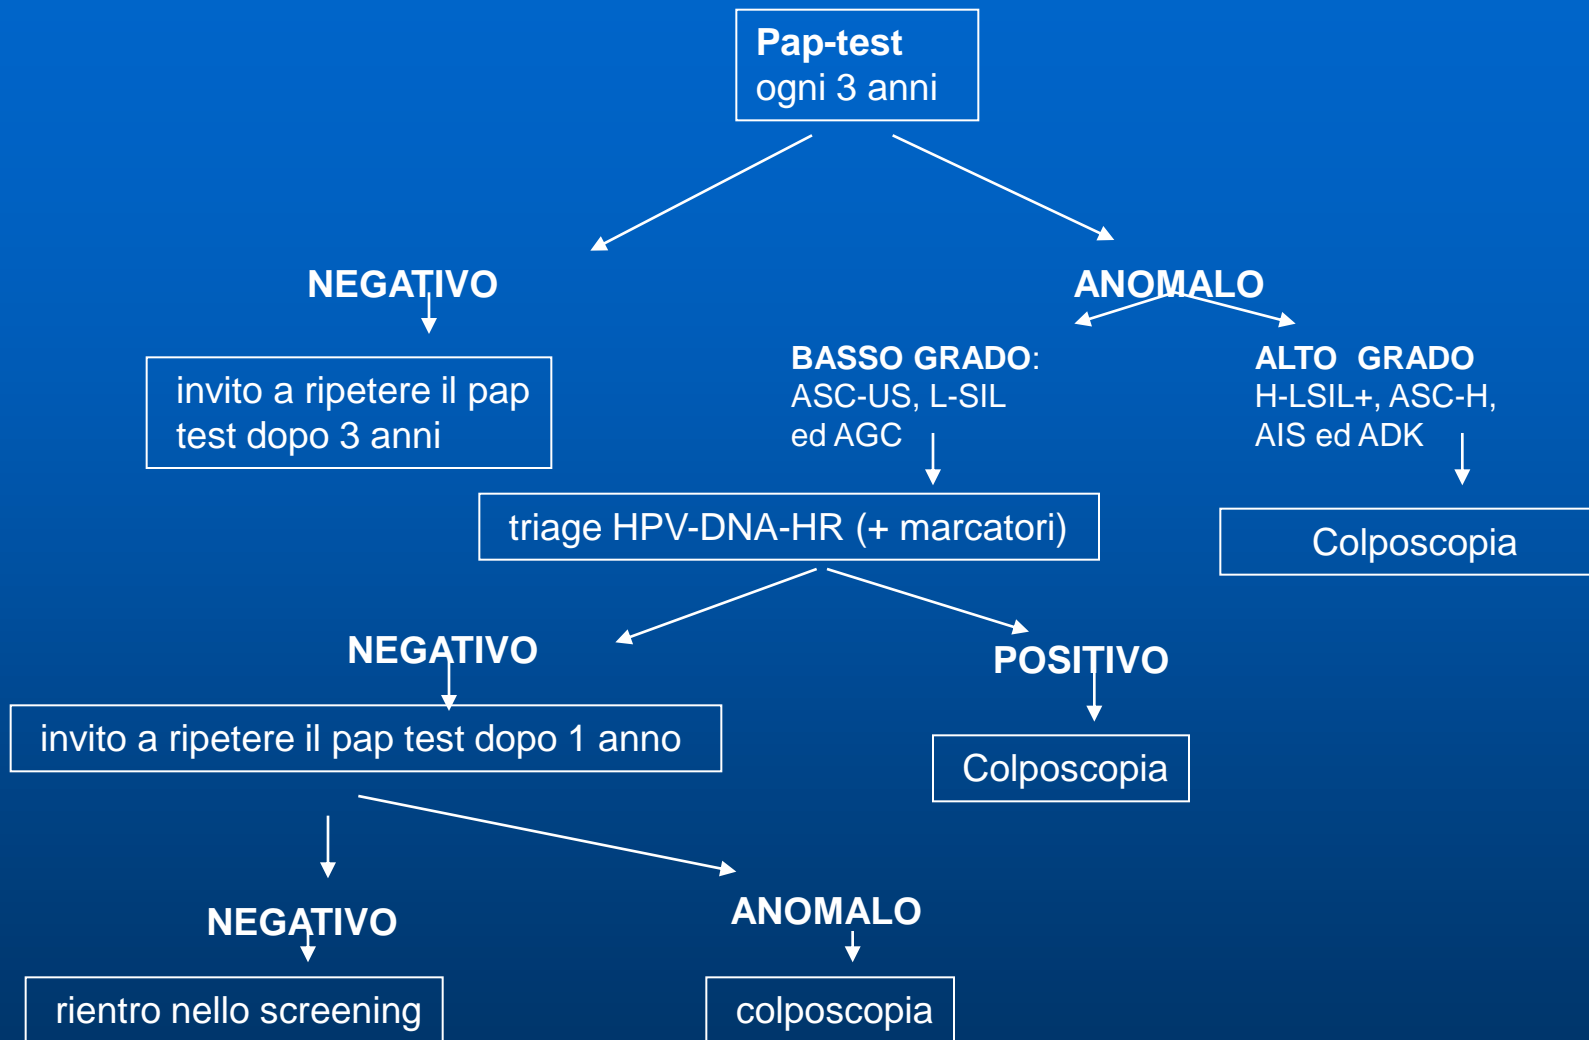 Pap-test
ogni 3 anni
NEGATIVO
ANOMALO
invito a ripetere il pap
test dopo 3 anni
BASSO GRADO:
ASC-US, L-SIL
ed AGC
ALTO GRADO
H-LSIL+, ASC-H,
AIS ed ADK
triage HPV-DNA-HR (+ marcatori)
Colposcopia
NEGATIVO
POSITIVO
invito a ripetere il pap test dopo 1 anno
Colposcopia
NEGATIVO
ANOMALO
rientro nello screening
colposcopia